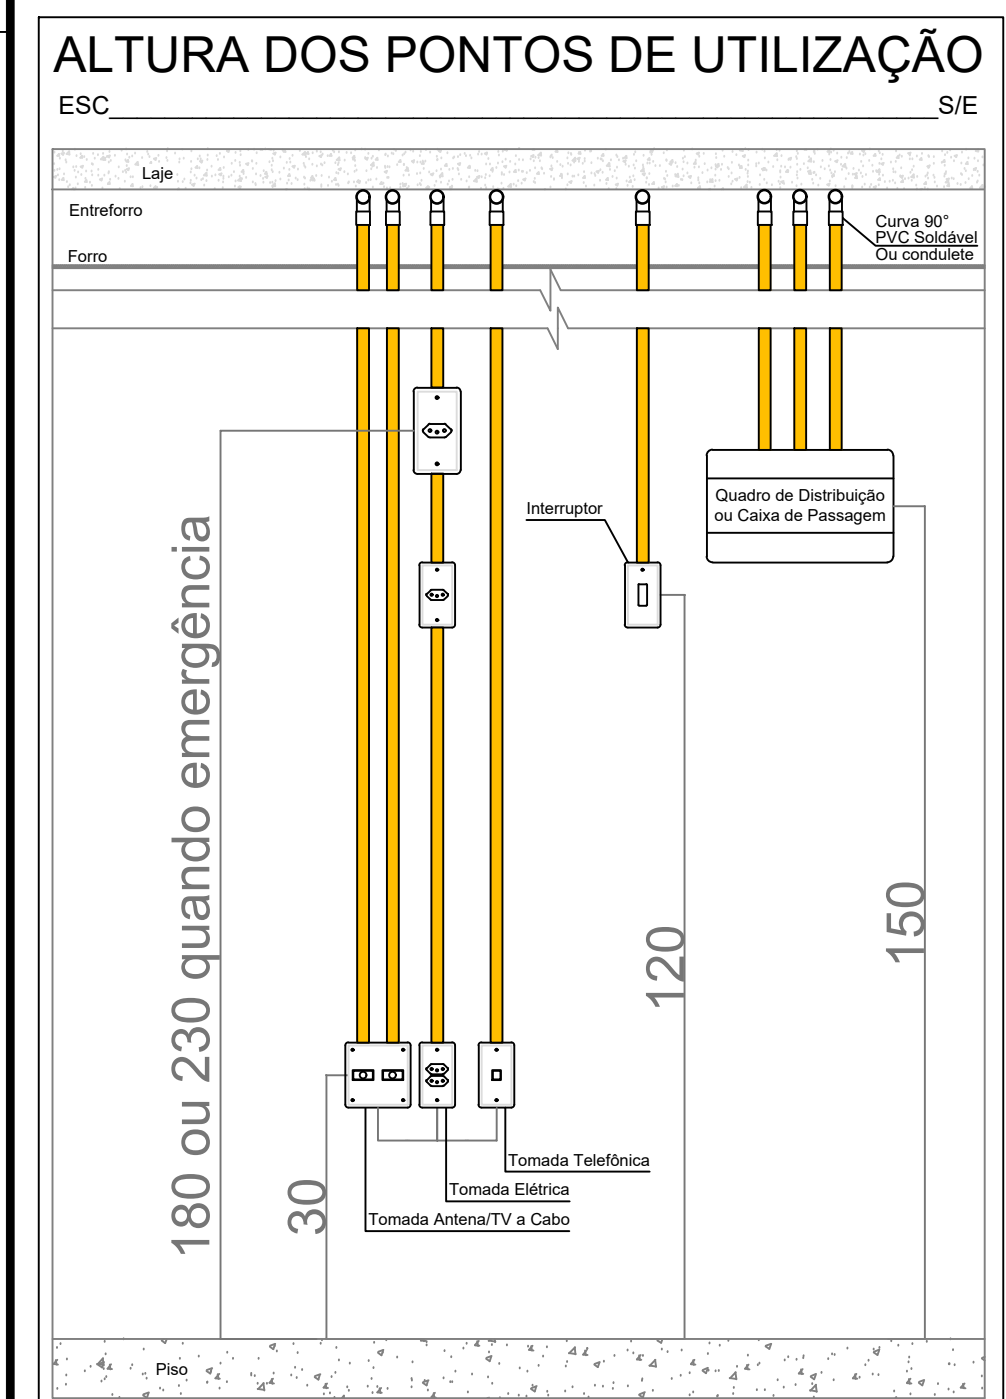 ALTURA DOS PONTOS DE UTILIZAÇÃO
ESC S/E
Laje
Entreforro
Forro
Curva 90°
PVC Soldável
Ou condulete
Quadro de Distribuição
ou Caixa de Passagem
Interruptor
180 ou 230 quando emergência
30
120
150
Tomada Telefônica
Tomada Elétrica
Tomada Antena/TV a Cabo
Piso